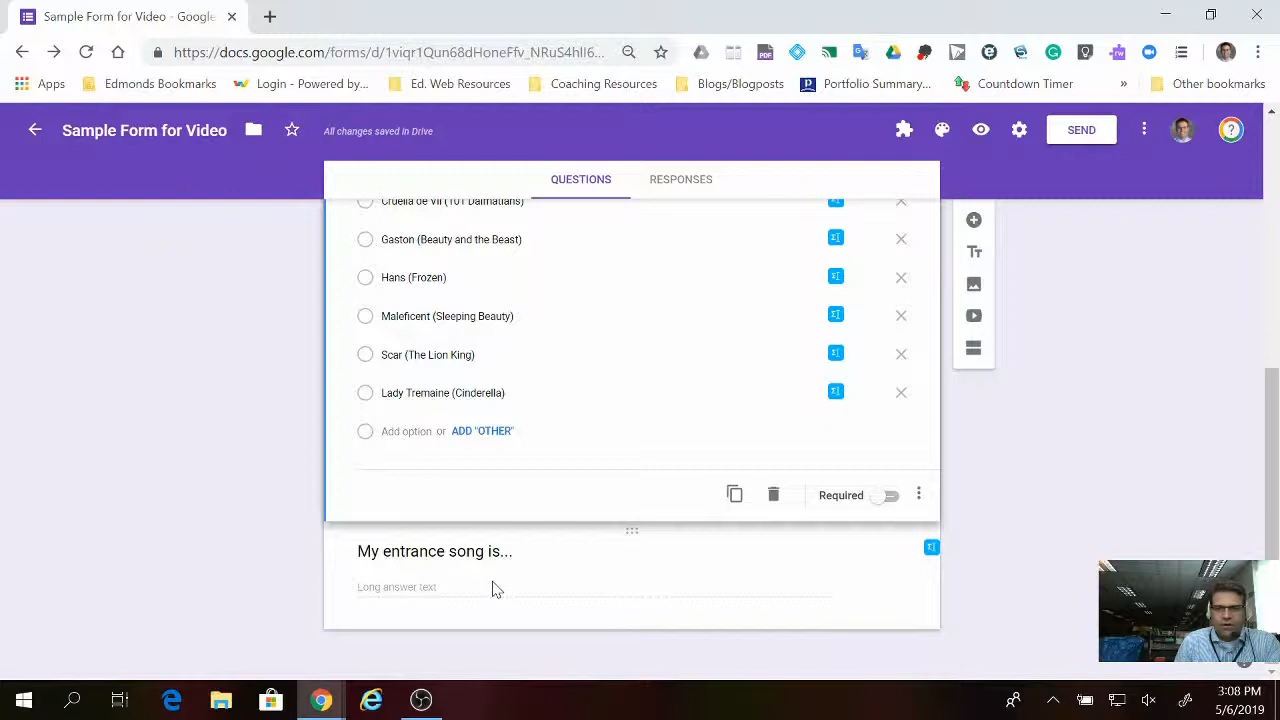 Sample Form for Video - Google
https://docs.google.com/forms/d/1vigr1Qun68dHoneFfv_NRuS4hII6...
Apps
Edmonds Bookmarks
Login - Powered by...
Ed. Web Resources
Coaching Resources
Blogs/Blogposts
Portfolio Summary...
Countdown Timer
»
Other bookmarks
Sample Form for Video
All changes saved in Drive
SEND
QUESTIONS
RESPONSES
Cruella de Vil (101 Dalmatians)
Gaston (Beauty and the Beast)
Hans (Frozen)
Maleficent (Sleeping Beauty)
Scar (The Lion King)
Lady Tremaine (Cinderella)
Add option or ADD "OTHER"
Required
My entrance song is...
Long answer text
3:08 PM
5/6/2019